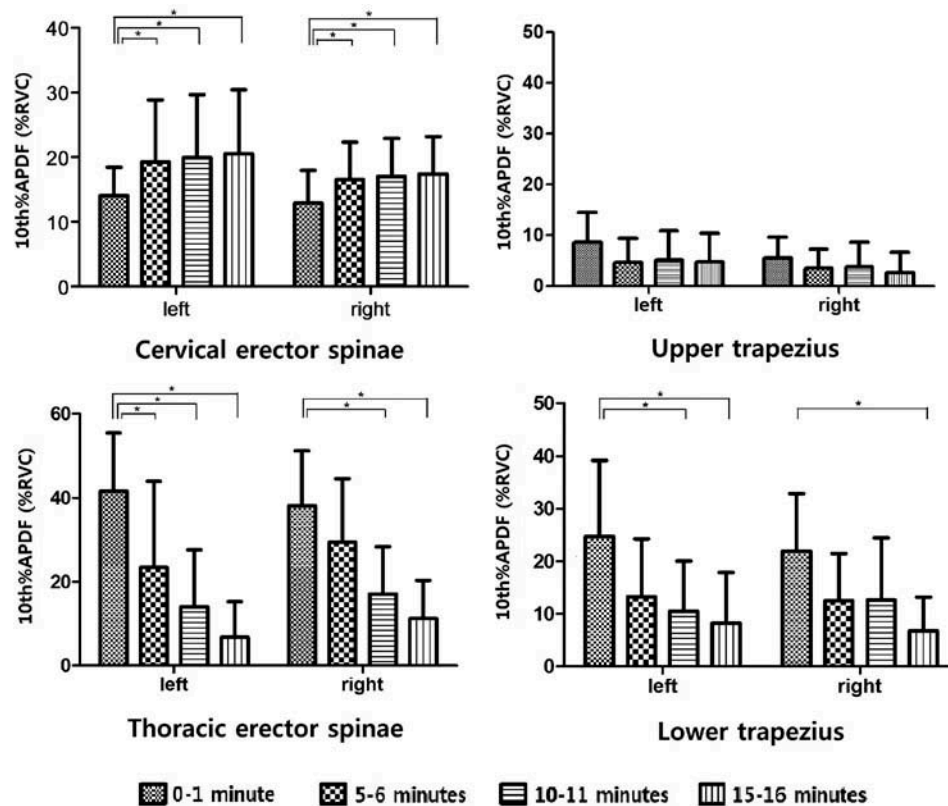 * *
* *
* *
40
30
20
10
0
10th%APDF (%RVC)
left right
Cervical erector spinae
50
40
30
20
10
0
10th%APDF (%RVC)
left right
Upper trapezius
* *
* *
*
60
40
20
0
10th%APDF (%RVC)
left right
Thoracic erector spinae
* *
*
50
40
30
20
10
0
10th%APDF (%RVC)
left right
Lower trapezius
0-1 minute 5-6 minutes 10-11 minutes 15-16 minutes